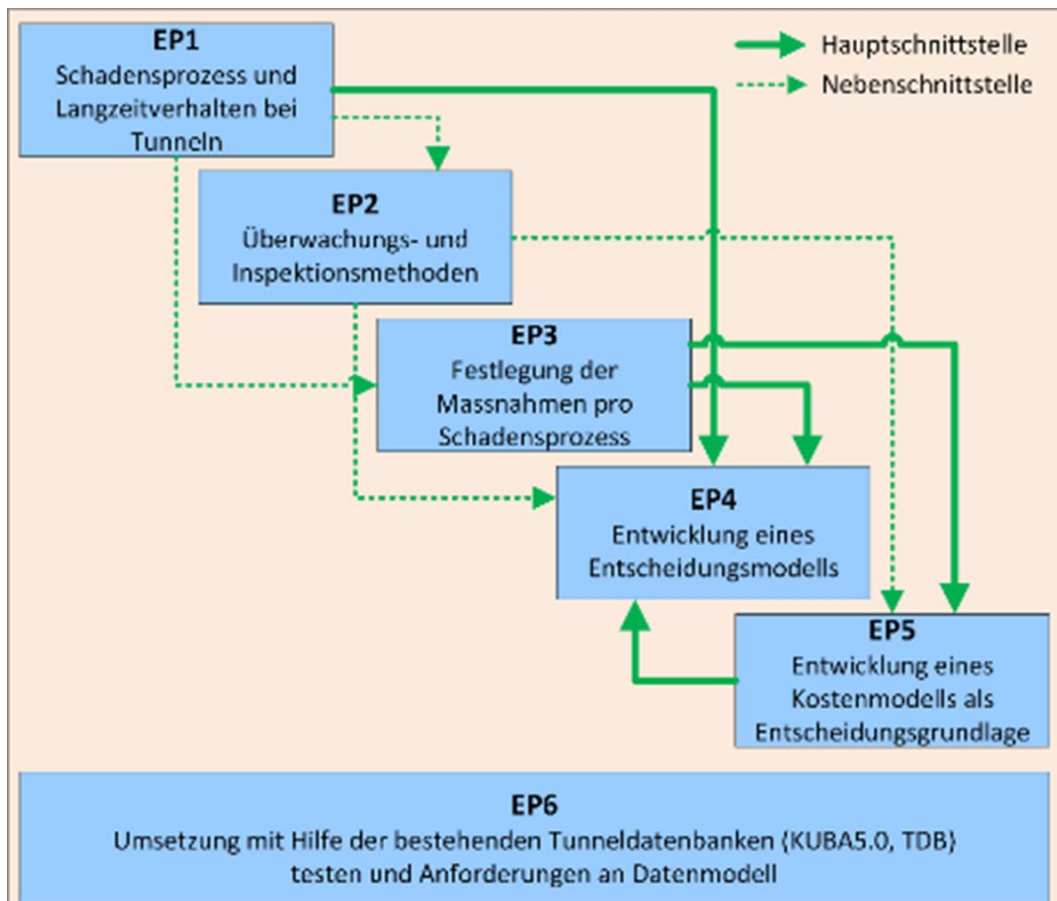 EP1
Schadensprozess und
Langzeitverhalten bei
Tunneln
Hauptschnittstelle
Nebenschnittstelle
EP2
Überwachungs- und
Inspektionsmethoden
EP3
Festlegung der
Massnahmen pro
Schadensprozess
EP4
Entwicklung eines
Entscheidungsmodells
EP5
Entwicklung eines
Kostenmodells als
Entscheidungsgrundlage
EP6
Umsetzung mit Hilfe der bestehenden Tunneldatenbanken (KUBA5.0, TDB)
testen und Anforderungen an Datenmodell